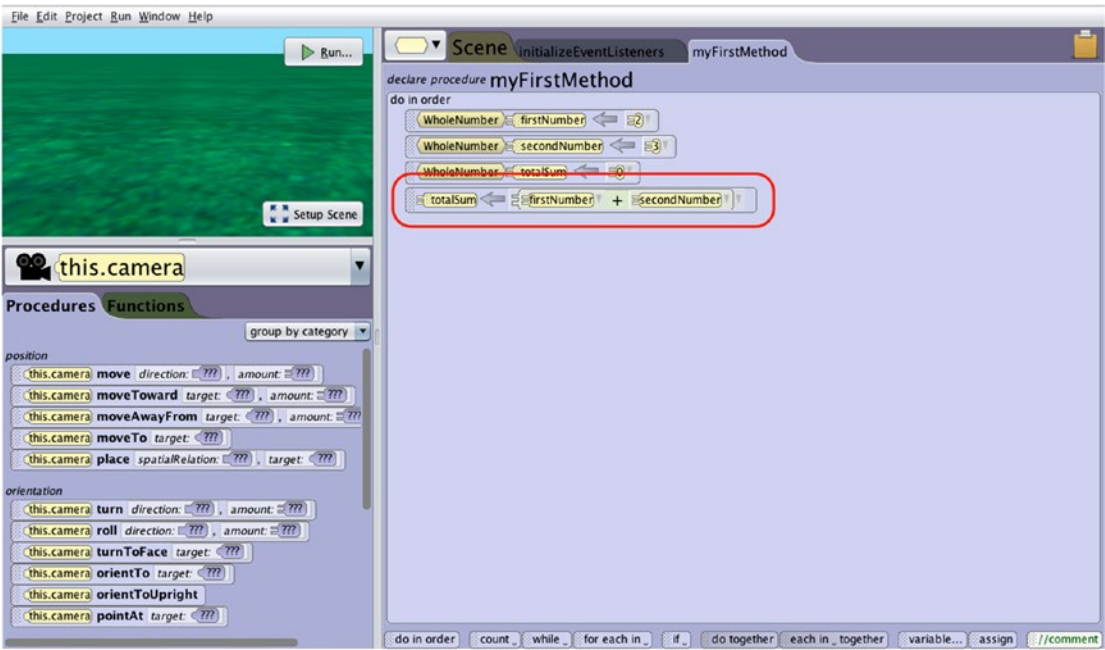 File Edit Project Run Window Help
Run...
Setup Scene
this.camera
Procedures Functions
group by category
position
this.camera move direction: ??? , amount: ???
this.camera moveToward target: ??? , amount: ???
this.camera moveAwayFrom target: ??? , amount: ???
this.camera moveTo target: ???
this.camera place spatialRelation: ??? , target: ???
orientation
this.camera turn direction: ??? , amount: ???
this.camera roll direction: ??? , amount: ???
this.camera turnToFace target: ???
this.camera orientTo target: ???
this.camera orientToUpright
this.camera pointAt target: ???
Scene initializeEventListeners myFirstMethod
declare procedure myFirstMethod
do in order
WholeNumber firstNumber 2
WholeNumber secondNumber 3
WholeNumber totalSum 0
totalSum firstNumber + secondNumber
do in order count _ while _ for each in _ if _ do together each in _ together variable... assign //comment